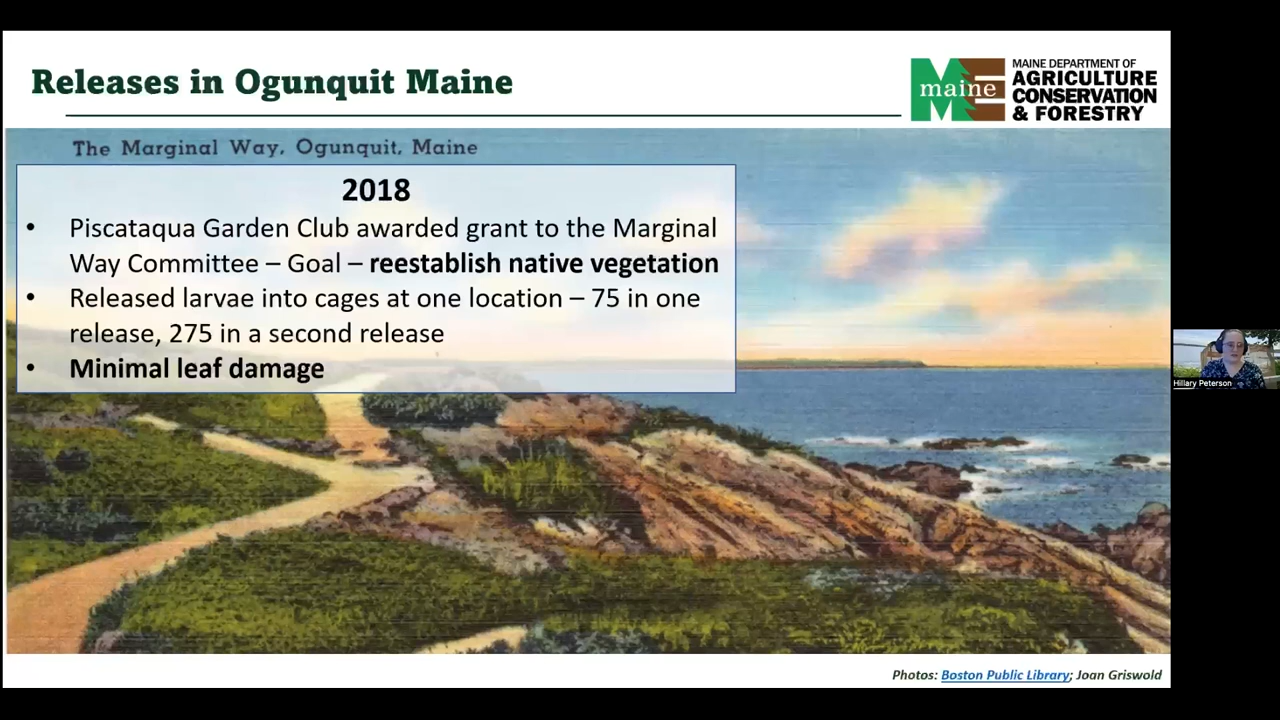 Releases in Ogunquit Maine
maine
MAINE DEPARTMENT OF
AGRICULTURE
CONSERVATION
& FORESTRY
The Marginal Way, Ogunquit, Maine
2018
• Piscataqua Garden Club awarded grant to the Marginal
Way Committee – Goal – reestablish native vegetation
• Released larvae into cages at one location – 75 in one
release, 275 in a second release
• Minimal leaf damage
Hillary Peterson
Photos: Boston Public Library; Joan Griswold